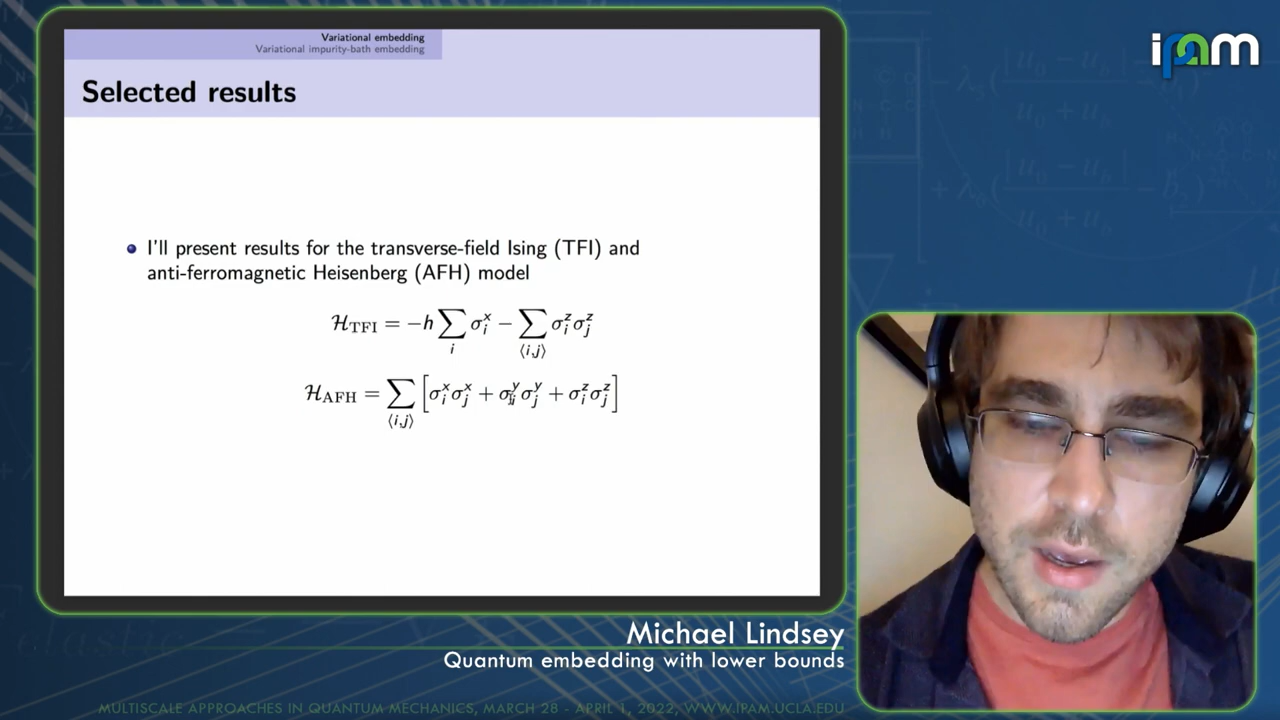 Variational embedding
Variational impurity-bath embedding
Selected results
I'll present results for the transverse-field Ising (TFI) and
anti-ferromagnetic Heisenberg (AFH) model
ℋ_TFI = −h ∑_i σ_i^x − ∑_⟨i,j⟩ σ_i^z σ_j^z
ℋ_AFH = ∑_⟨i,j⟩ [σ_i^x σ_j^x + σ_i^y σ_j^y + σ_i^z σ_j^z]
ipam
Michael Lindsey
Quantum embedding with lower bounds
MULTISCALE APPROACHES IN QUANTUM MECHANICS, MARCH 28 - APRIL 1, 2022, WWW.IPAM.UCLA.EDU